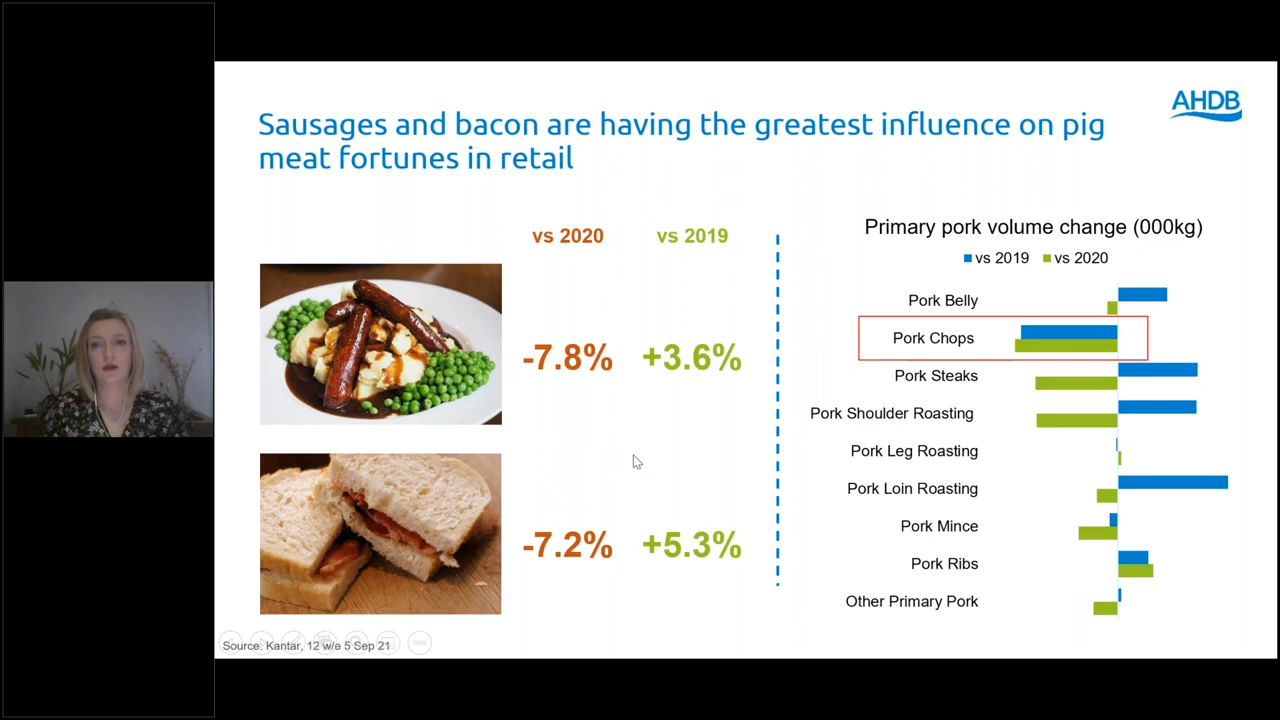 AHDB
Sausages and bacon are having the greatest influence on pig
meat fortunes in retail
vs 2020
vs 2019
-7.8%
+3.6%
-7.2%
+5.3%
Primary pork volume change (000kg)
vs 2019
vs 2020
Pork Belly
Pork Chops
Pork Steaks
Pork Shoulder Roasting
Pork Leg Roasting
Pork Loin Roasting
Pork Mince
Pork Ribs
Other Primary Pork
Source: Kantar, 12 w/e 5 Sep 21